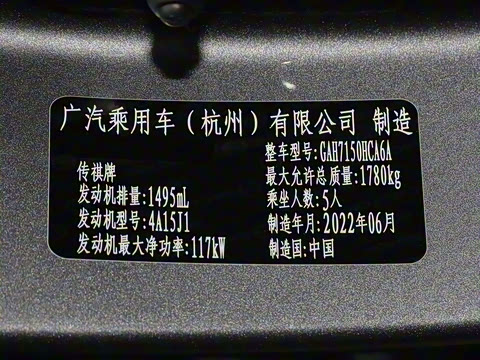 广汽乘用车（杭州）有限公司 制造
整车型号:GAH7150HCA6A
传祺牌 最大允许总质量:1780kg
发动机排量:1495mL 乘坐人数:5人
发动机型号:4A15J1 制造年月:2022年06月
发动机最大净功率:117kW 制造国:中国